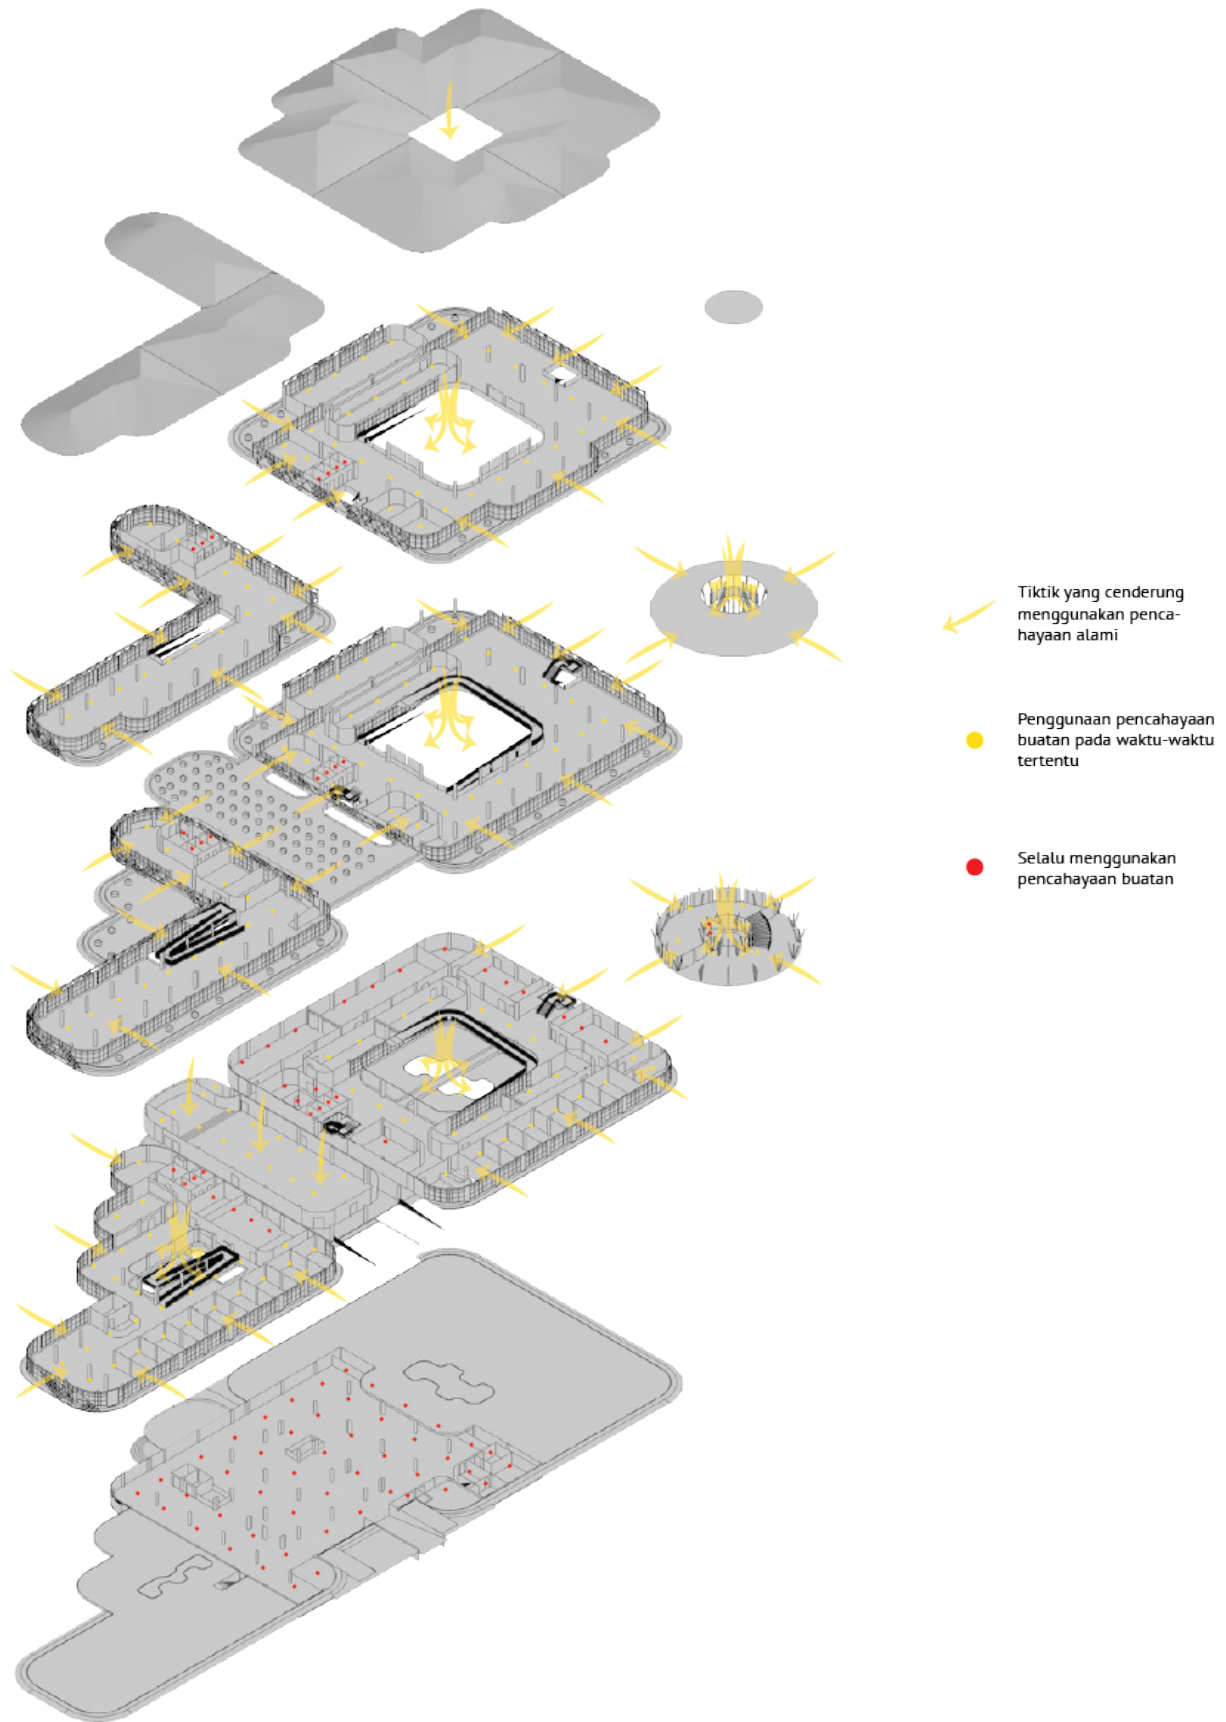 Tiktik yang cenderung
menggunakan penca-
hayaan alami
Penggunaan pencahayaan
buatan pada waktu-waktu
tertentu
Selalu menggunakan
pencahayaan buatan